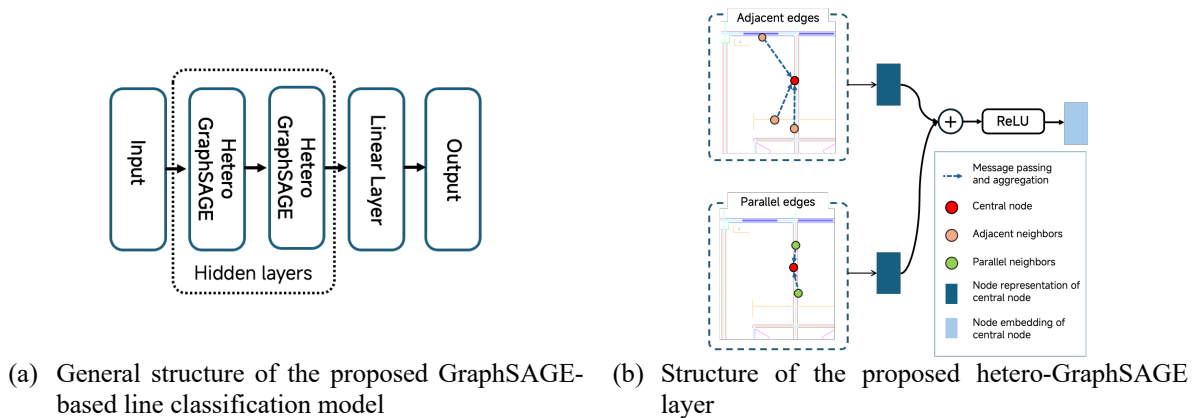 Input
Hetero
GraphSAGE
Hetero
GraphSAGE
Linear Layer
Output
Hidden layers
(a) General structure of the proposed GraphSAGE-
based line classification model
Adjacent edges
Parallel edges
+
ReLU
Message passing
and aggregation
Central node
Adjacent neighbors
Parallel neighbors
Node representation of
central node
Node embedding of
central node
(b) Structure of the proposed hetero-GraphSAGE
layer